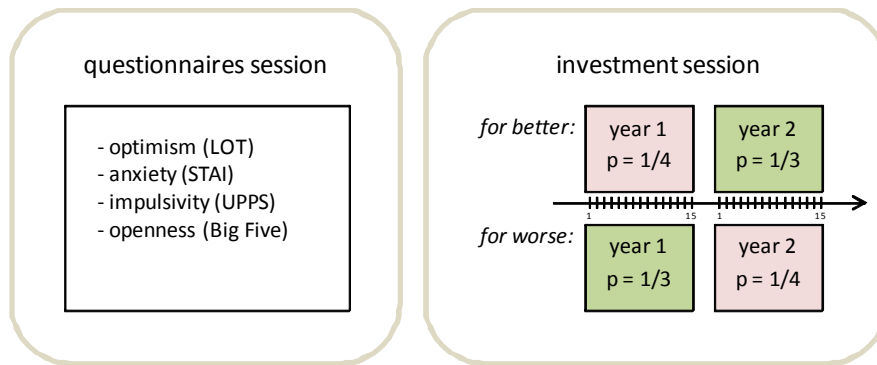 questionnaires session
- optimism (LOT)
- anxiety (STAI)
- impulsivity (UPPS)
- openness (Big Five)
investment session
for better:
year 1
p = 1/4
year 2
p = 1/3
1 15 1 15
for worse:
year 1
p = 1/3
year 2
p = 1/4